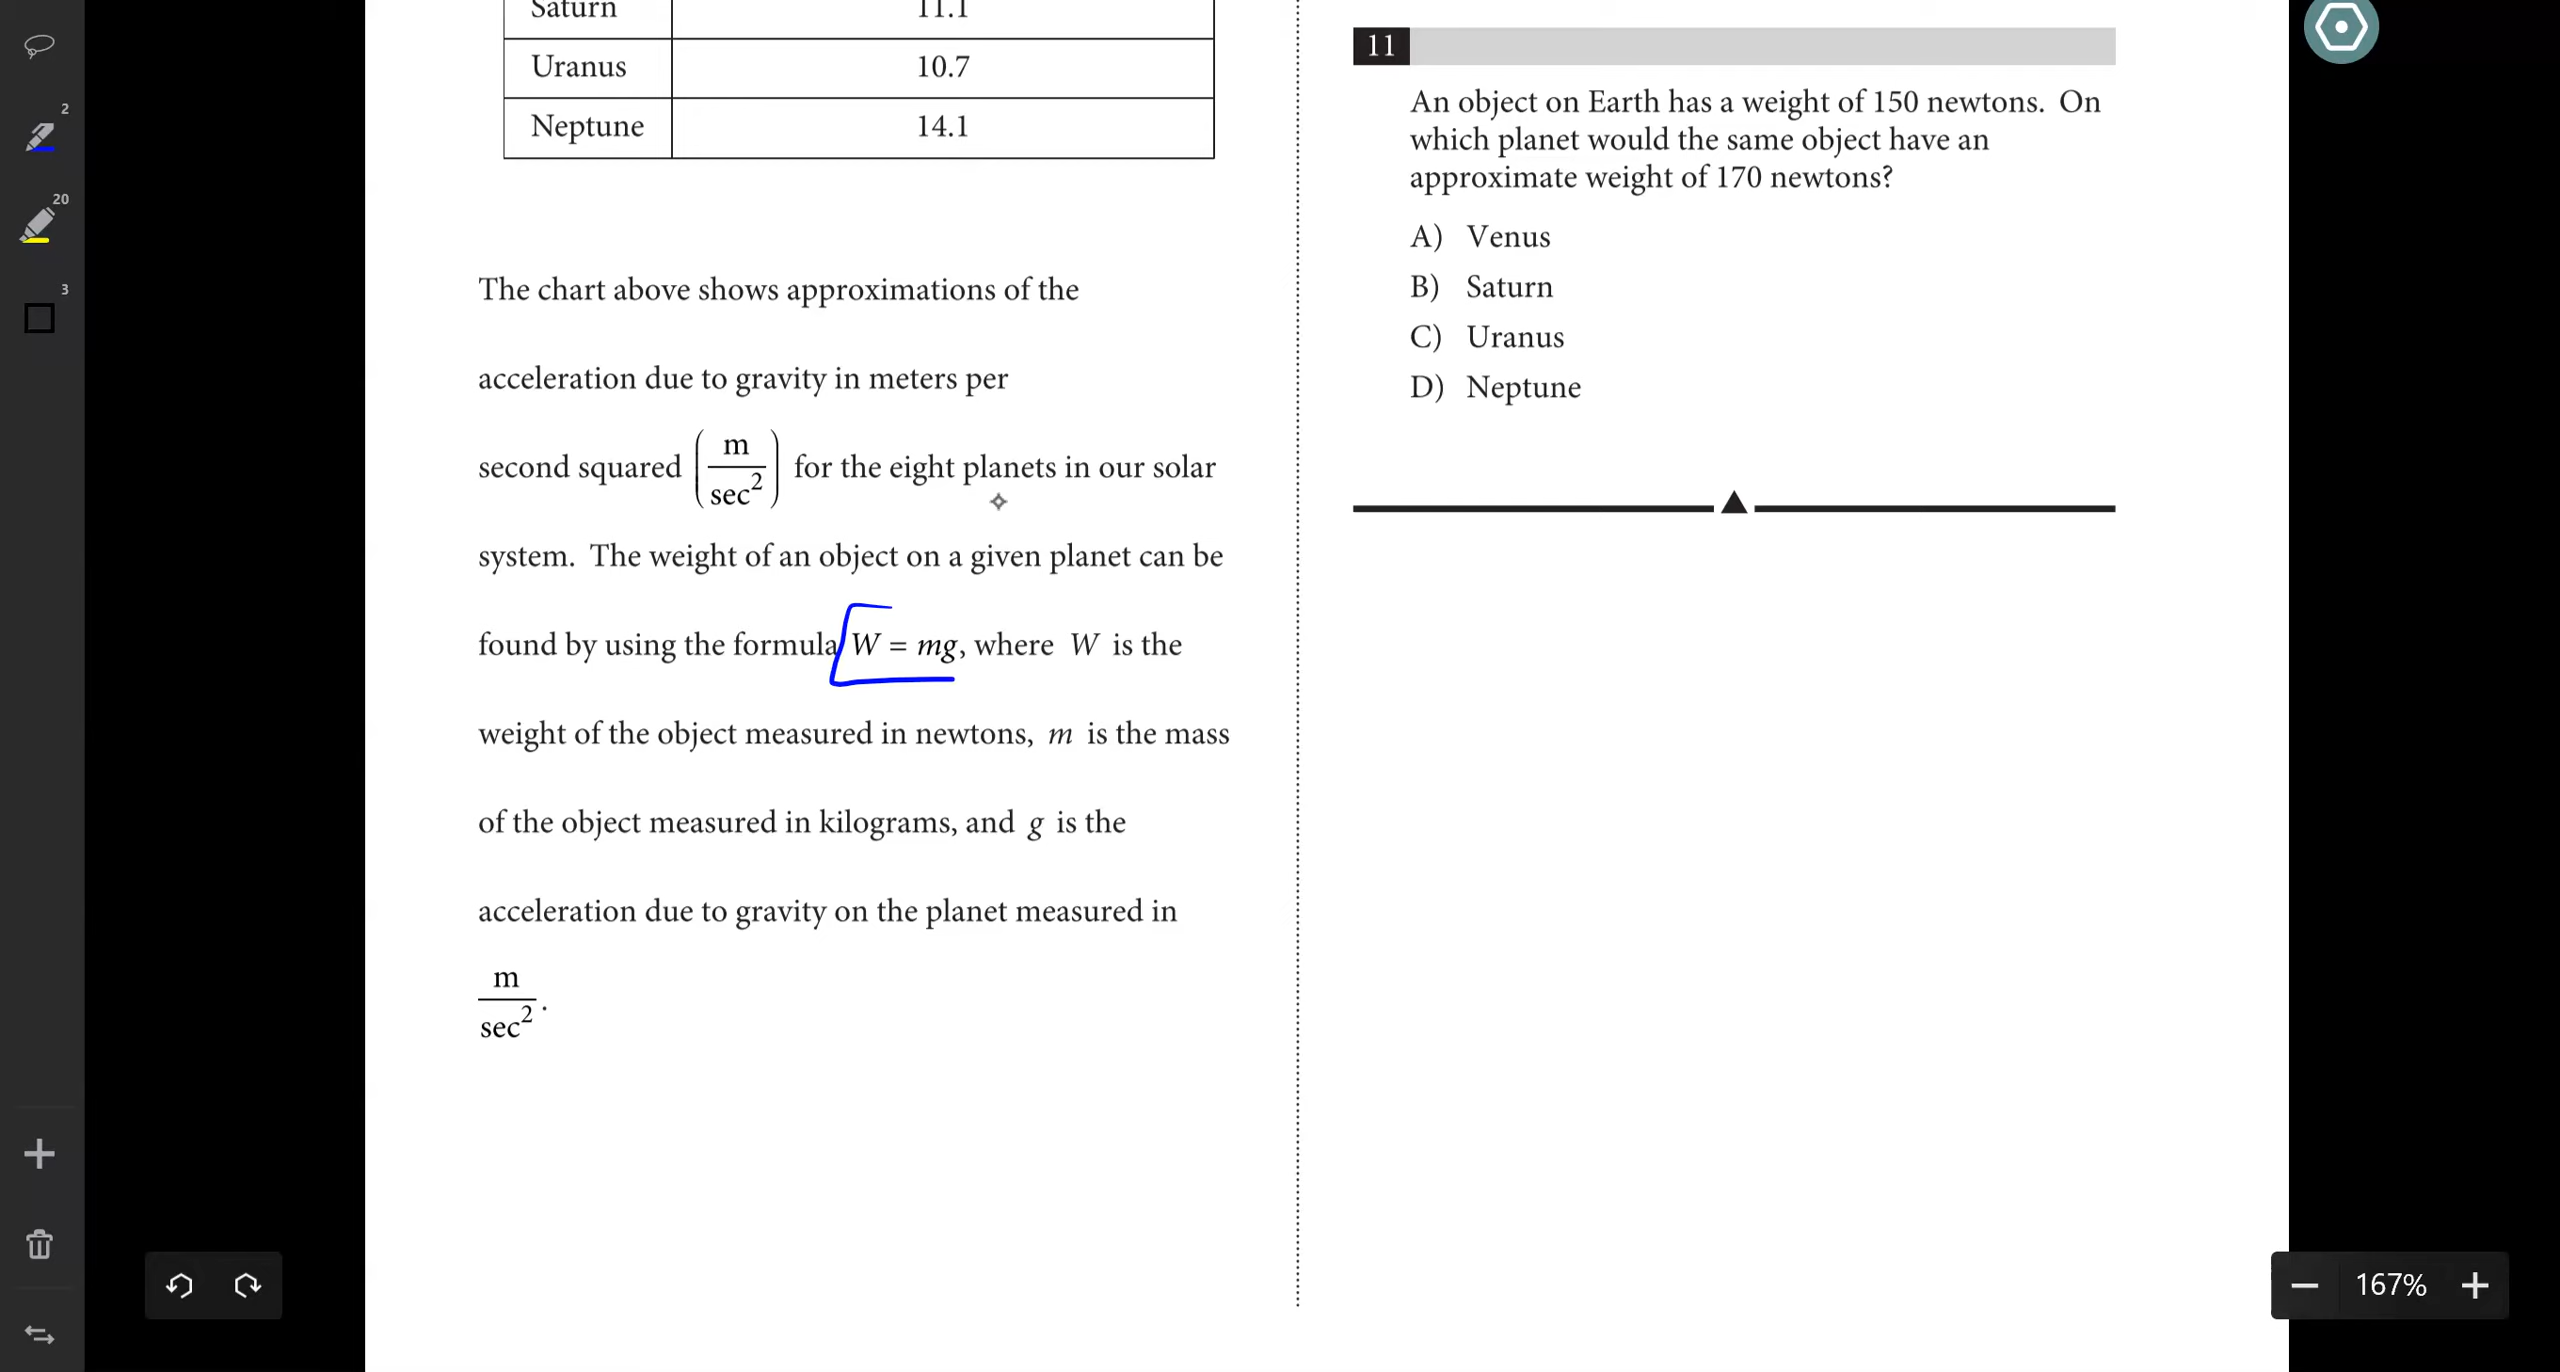 2
20
3
Saturn 11.1
Uranus 10.7
Neptune 14.1
The chart above shows approximations of the
acceleration due to gravity in meters per
second squared (m/sec²) for the eight planets in our solar
system. The weight of an object on a given planet can be
found by using the formula W = mg, where W is the
weight of the object measured in newtons, m is the mass
of the object measured in kilograms, and g is the
acceleration due to gravity on the planet measured in
m/sec².
11
An object on Earth has a weight of 150 newtons. On
which planet would the same object have an
approximate weight of 170 newtons?
A) Venus
B) Saturn
C) Uranus
D) Neptune
167%